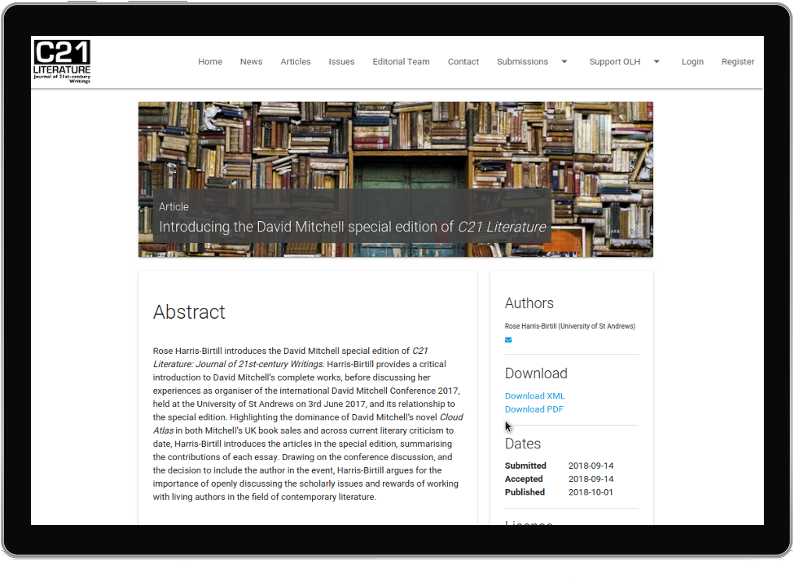 C21
LITERATURE
Journal of 21st-century
Writings
Home News Articles Issues Editorial Team Contact Submissions Support OLH Login Register
Article
Introducing the David Mitchell special edition of C21 Literature
Abstract
Rose Harris-Birtill introduces the David Mitchell special edition of C21
Literature: Journal of 21st-century Writings. Harris-Birtill provides a critical
introduction to David Mitchell's complete works, before discussing her
experiences as organiser of the international David Mitchell Conference 2017,
held at the University of St Andrews on 3rd June 2017, and its relationship to
the special edition. Highlighting the dominance of David Mitchell's novel Cloud
Atlas in both Mitchell's UK book sales and across current literary criticism to
date, Harris-Birtill introduces the articles in the special edition, summarising
the contributions of each essay. Drawing on the conference discussion, and
the decision to include the author in the event, Harris-Birtill argues for the
importance of openly discussing the scholarly issues and rewards of working
with living authors in the field of contemporary literature.
Authors
Rose Harris-Birtill (University of St Andrews)
Download
Download XML
Download PDF
Dates
Submitted 2018-09-14
Accepted 2018-09-14
Published 2018-10-01